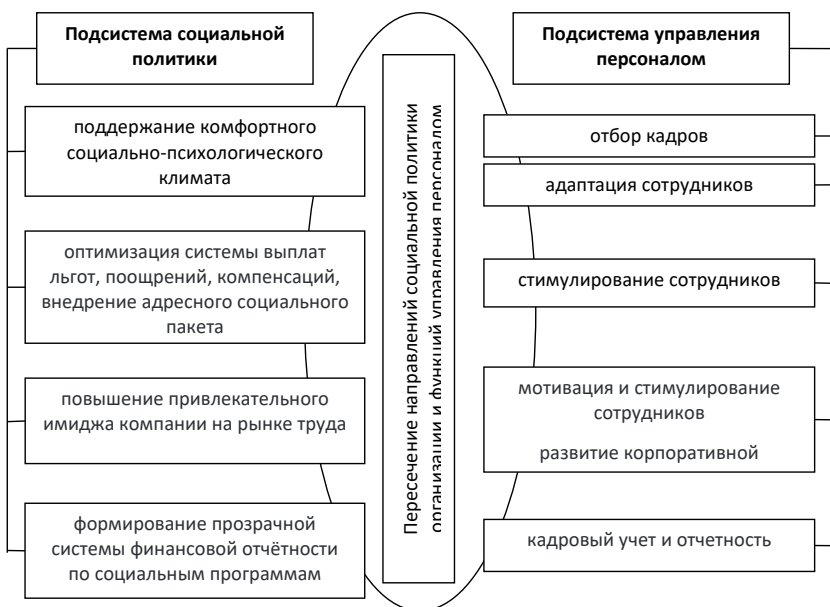 Подсистема социальной
политики
поддержание комфортного
социально-психологического
климата
оптимизация системы выплат
льгот, поощрений, компенсаций,
внедрение адресного социального
пакета
повышение привлекательного
имиджа компании на рынке труда
формирование прозрачной
системы финансовой отчётности
по социальным программам
Пересечение направлений социальной политики
организации и функций управления персоналом
Подсистема управления
персоналом
отбор кадров
адаптация сотрудников
стимулирование сотрудников
мотивация и стимулирование
сотрудников
развитие корпоративной
кадровый учет и отчетность